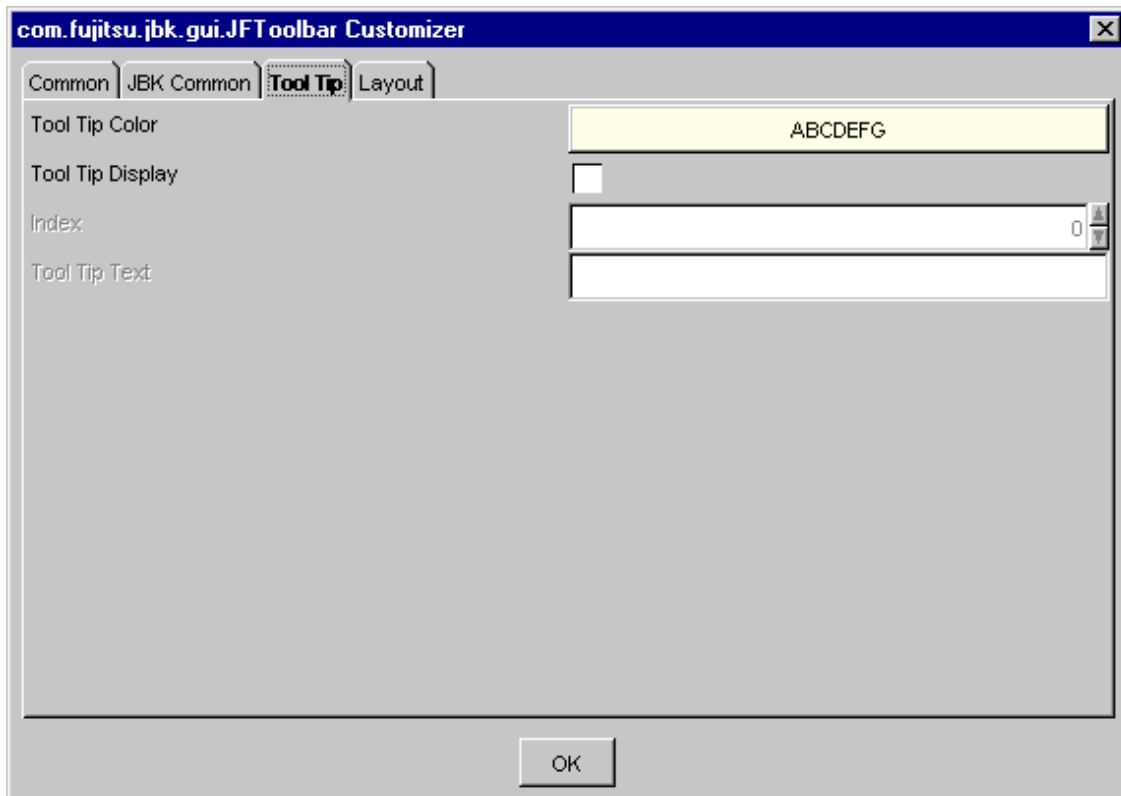 com.fujitsu.jbk.gui.JFToolbar Customizer
Common JBK Common Tool Tip Layout
Tool Tip Color ABCDEFG
Tool Tip Display
Index 0
Tool Tip Text
OK